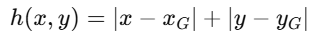 h(x, y) = |x − x_G| + |y − y_G|